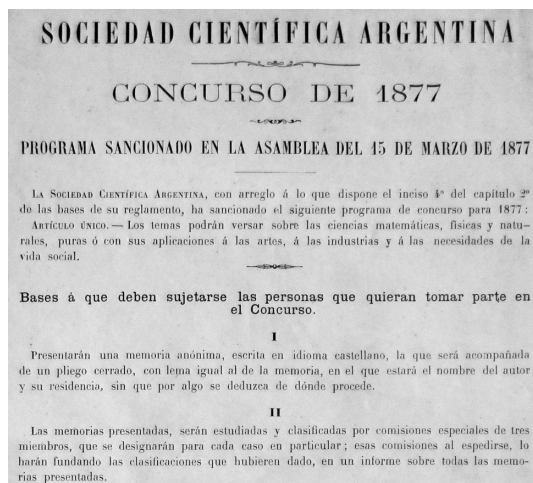 SOCIEDAD CIENTÍFICA ARGENTINA
CONCURSO DE 1877
PROGRAMA SANCIONADO EN LA ASAMBLEA DEL 15 DE MARZO DE 1877
LA SOCIEDAD CIENTÍFICA ARGENTINA, con arreglo á lo que dispone el inciso 4º del capítulo 2º
de las bases de su reglamento, ha sancionado el siguiente programa de concurso para 1877:
ARTÍCULO ÚNICO.—Los temas podrán versar sobre las ciencias matemáticas, físicas y natu-
rales, puras ó con sus aplicaciones á las artes, á las industrias y á las necesidades de la
vida social.
Bases á que deben sujetarse las personas que quieran tomar parte en
el Concurso.
I
Presentarán una memoria anónima, escrita en idioma castellano, la que será acompañada
de un pliego cerrado, con lema igual al de la memoria, en el que estará el nombre del autor
y su residencia, sin que por algo se deduzca de dónde procede.
II
Las memorias presentadas, serán estudiadas y clasificadas por comisiones especiales de tres
miembros, que se designarán para cada caso en particular; esas comisiones al espedirse, lo
harán fundando las clasificaciones que hubieren dado, en un informe sobre todas las memo-
rias presentadas.